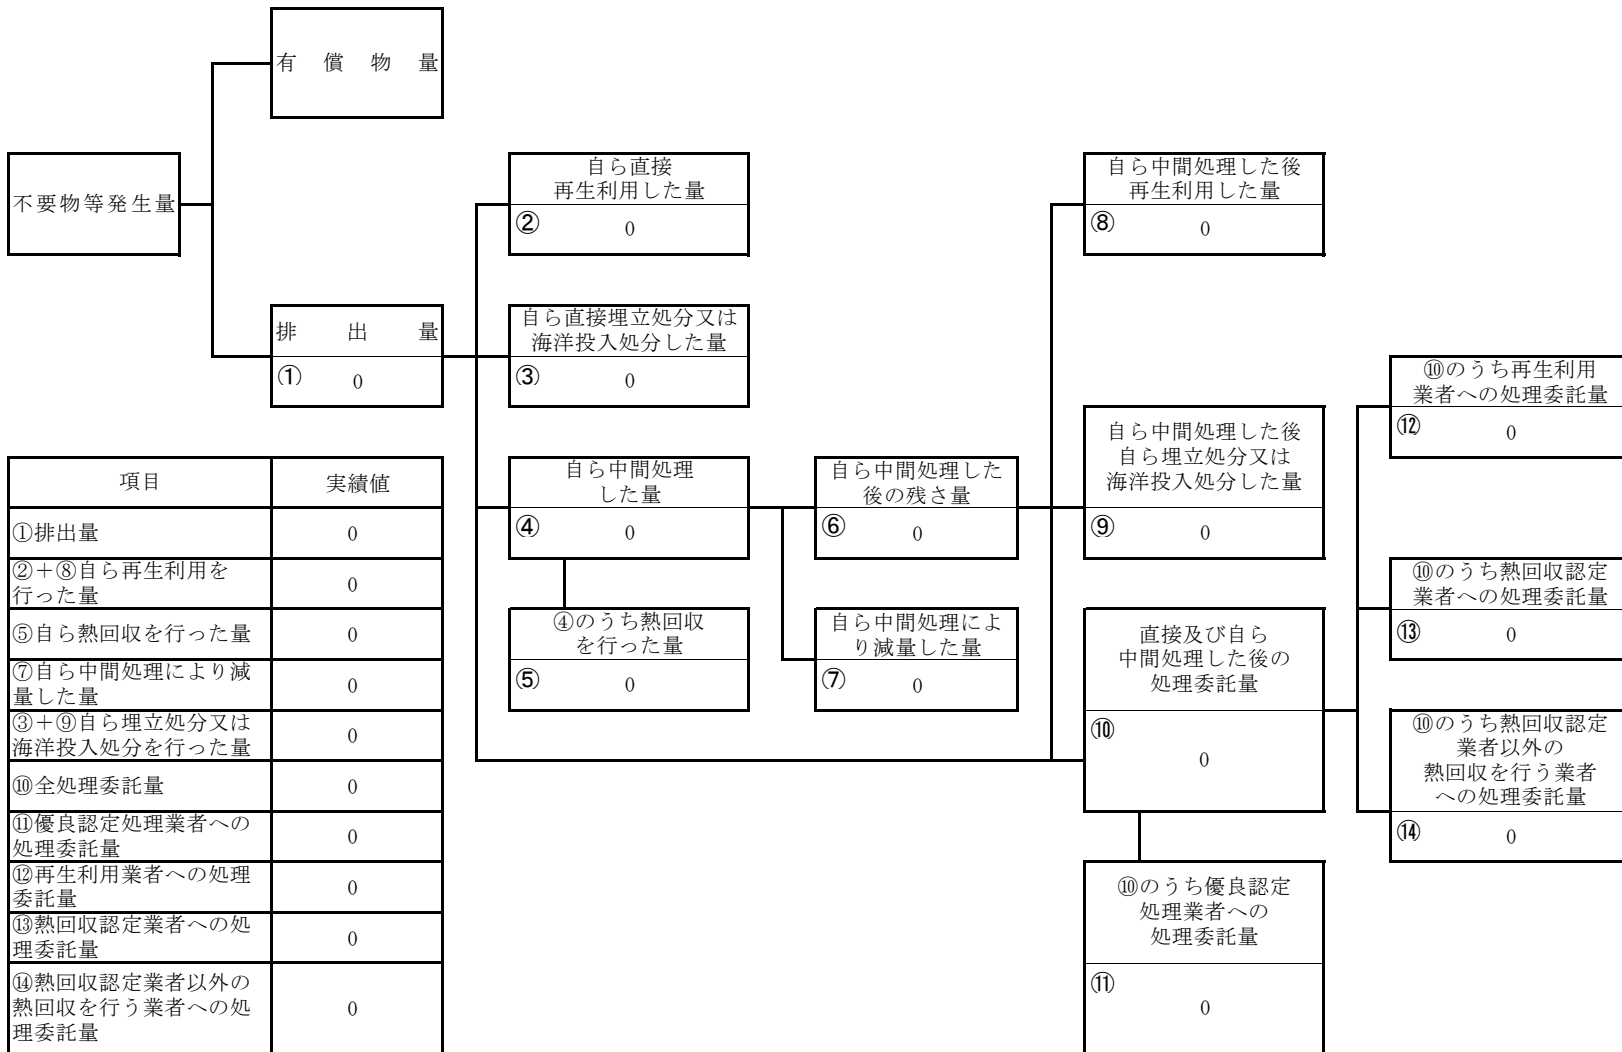 有償物量
不要物等発生量
排出量
① 0
自ら直接
再生利用した量
② 0
自ら直接埋立処分又は
海洋投入処分した量
③ 0
自ら中間処理
した量
④ 0
④のうち熱回収
を行った量
⑤ 0
自ら中間処理した
後の残さ量
⑥ 0
自ら中間処理によ
り減量した量
⑦ 0
自ら中間処理した後
再生利用した量
⑧ 0
自ら中間処理した後
自ら埋立処分又は
海洋投入処分した量
⑨ 0
直接及び自ら
中間処理した後の
処理委託量
⑩ 0
⑩のうち優良認定
処理業者への
処理委託量
⑪ 0
⑩のうち再生利用
業者への処理委託量
⑫ 0
⑩のうち熱回収認定
業者への処理委託量
⑬ 0
⑩のうち熱回収認定
業者以外の
熱回収を行う業者
への処理委託量
⑭ 0
項目 実績値
①排出量 0
②+⑧自ら再生利用を
行った量 0
⑤自ら熱回収を行った量 0
⑦自ら中間処理により減
量した量 0
③+⑨自ら埋立処分又は
海洋投入処分を行った量 0
⑩全処理委託量 0
⑪優良認定処理業者への
処理委託量 0
⑫再生利用業者への処理
委託量 0
⑬熱回収認定業者への処
理委託量 0
⑭熱回収認定業者以外の
熱回収を行う業者への処 0
理委託量